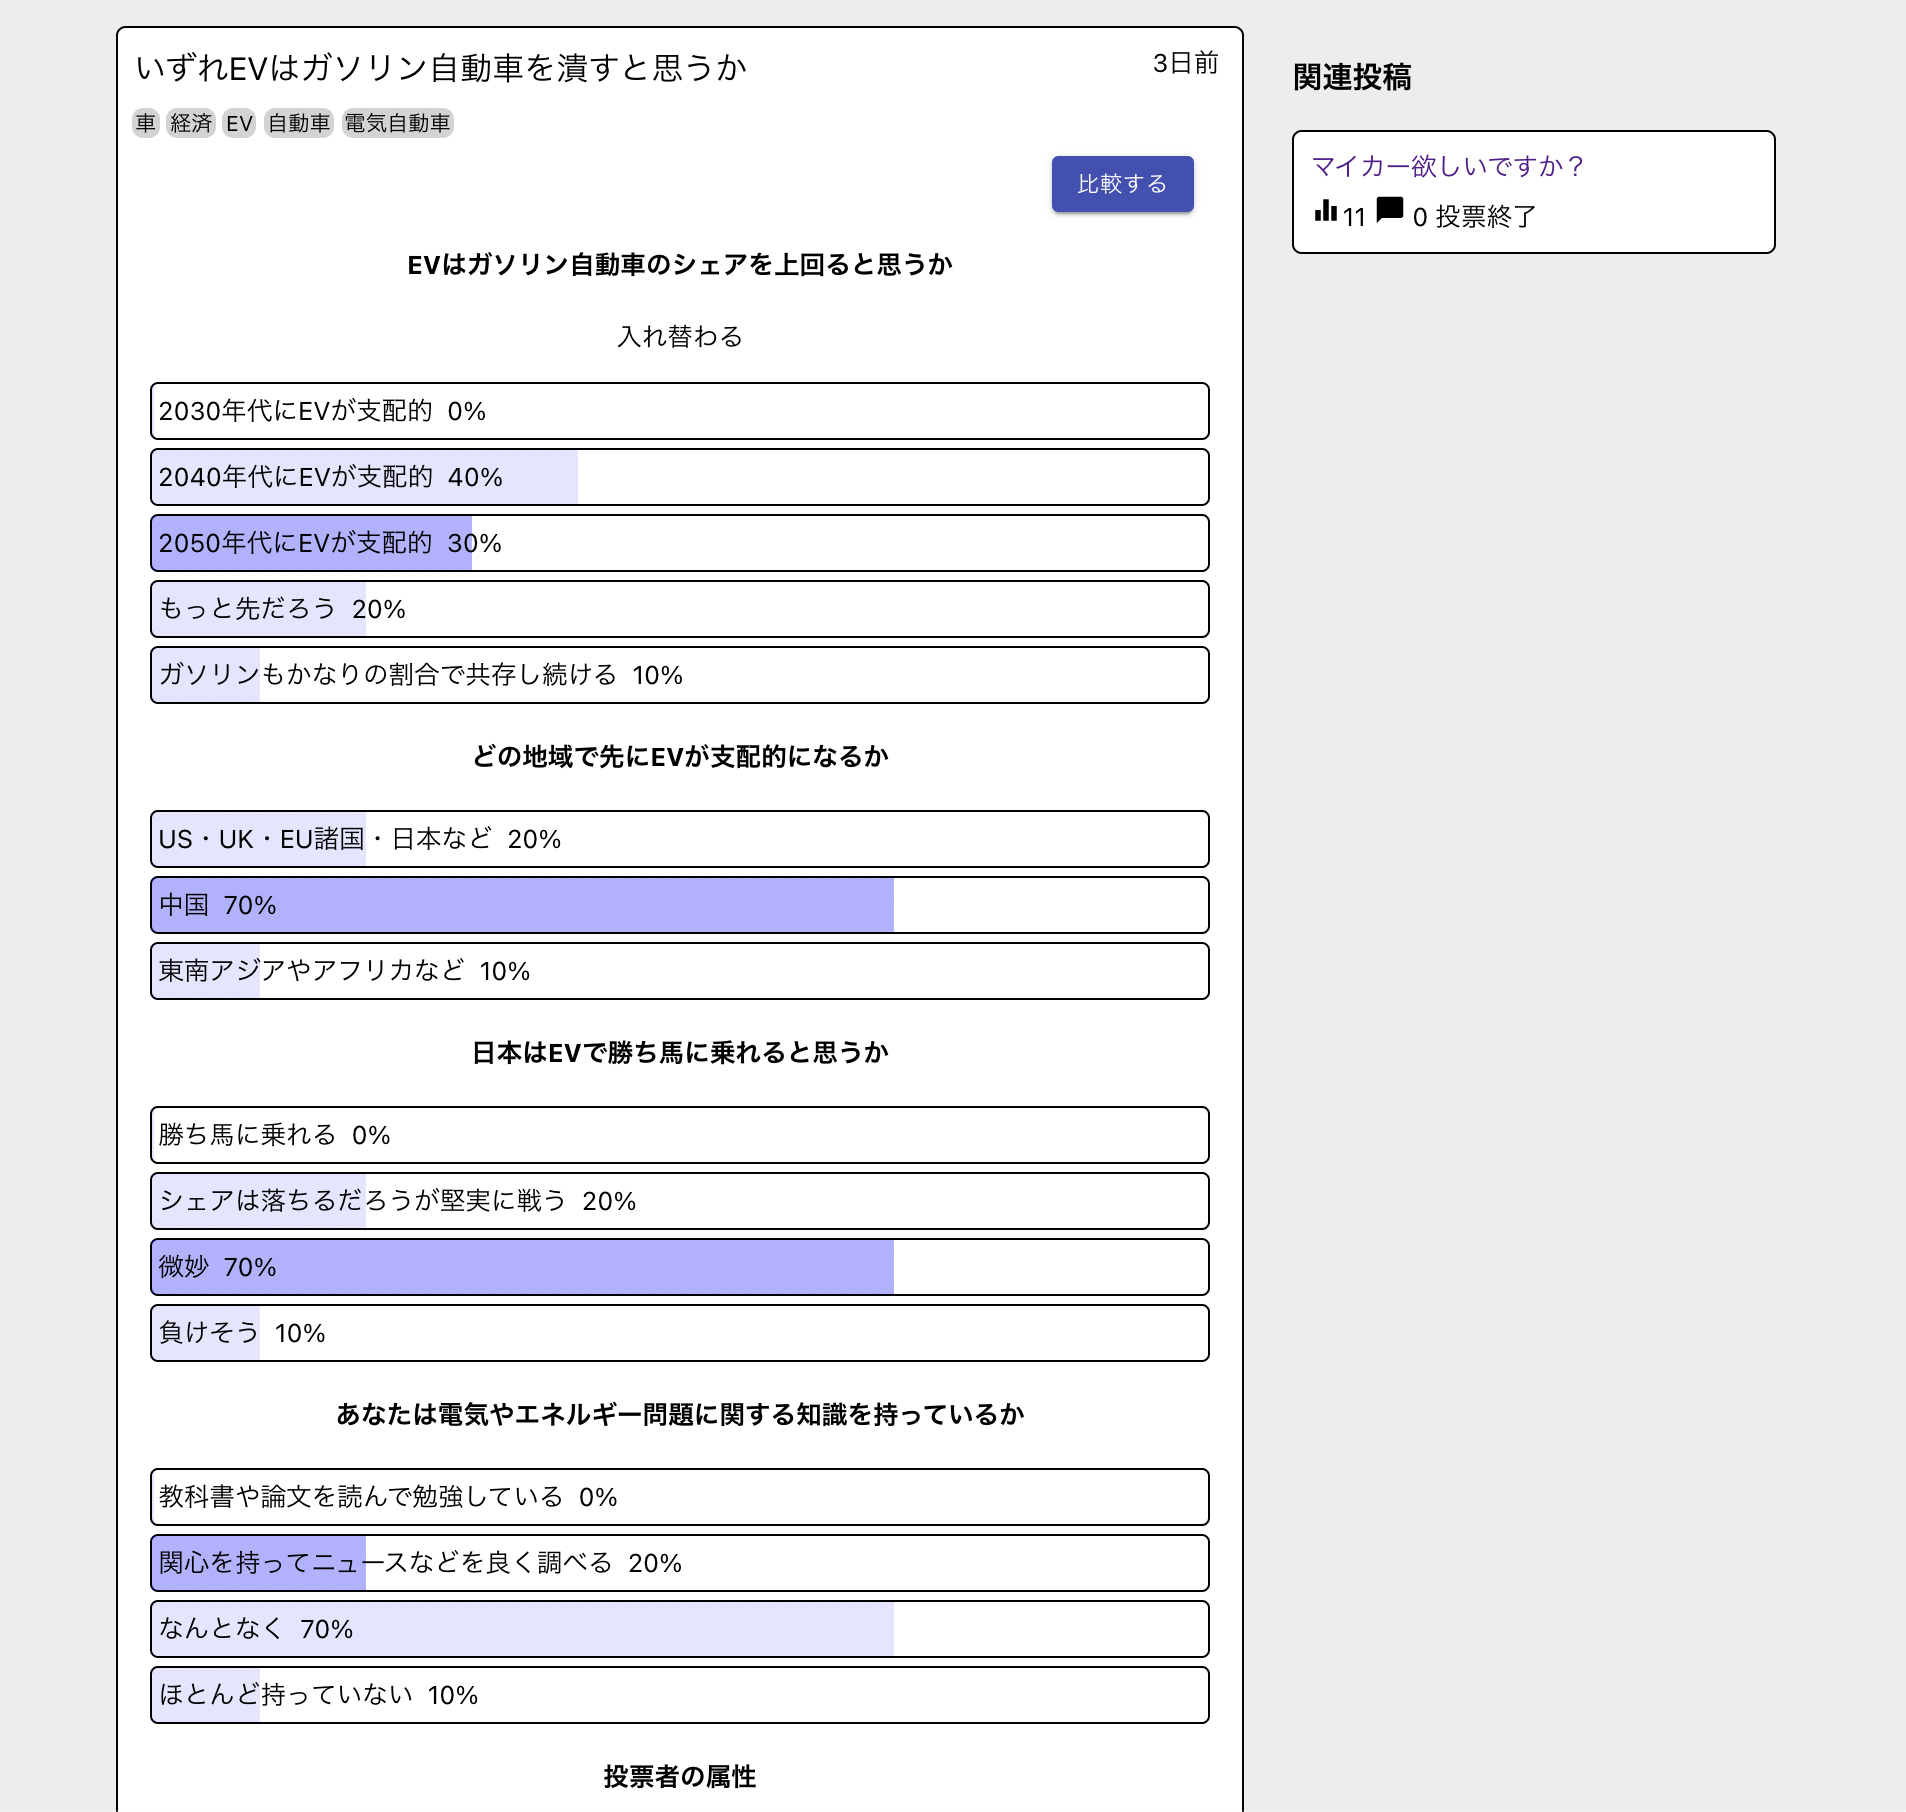 いずれEVはガソリン自動車を潰すと思うか
3日前
車 経済 EV 自動車 電気自動車
比較する
EVはガソリン自動車のシェアを上回ると思うか
入れ替わる
2030年代にEVが支配的 0%
2040年代にEVが支配的 40%
2050年代にEVが支配的 30%
もっと先だろう 20%
ガソリンもかなりの割合で共存し続ける 10%
どの地域で先にEVが支配的になるか
US・UK・EU諸国・日本など 20%
中国 70%
東南アジアやアフリカなど 10%
日本はEVで勝ち馬に乗れると思うか
勝ち馬に乗れる 0%
シェアは落ちるだろうが堅実に戦う 20%
微妙 70%
負けそう 10%
あなたは電気やエネルギー問題に関する知識を持っているか
教科書や論文を読んで勉強している 0%
関心を持ってニュースなどを良く調べる 20%
なんとなく 70%
ほとんど持っていない 10%
投票者の属性
関連投稿
マイカー欲しいですか？
11 0 投票終了